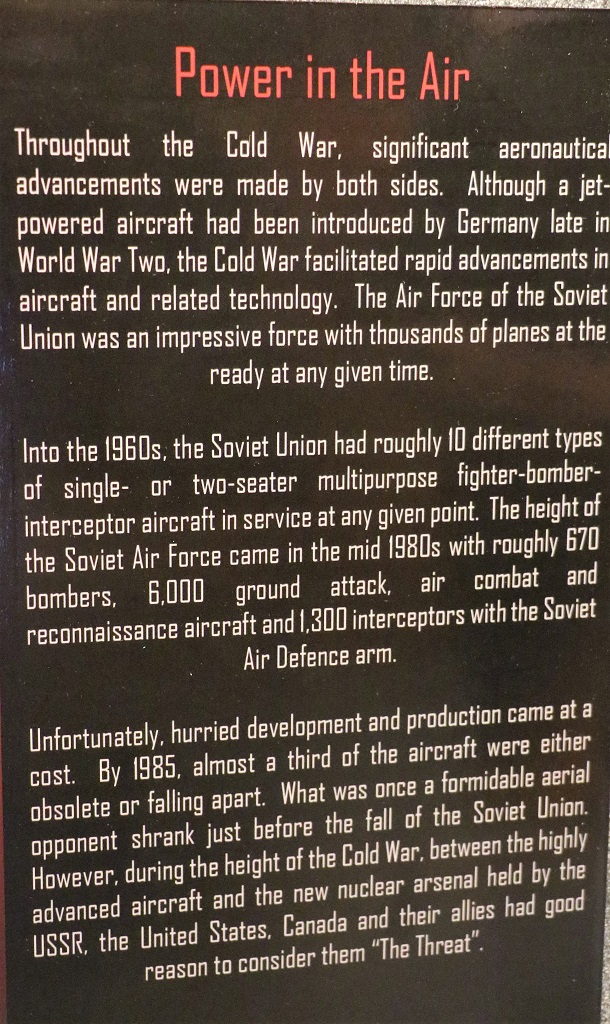 Power in the Air
Throughout the Cold War, significant aeronautical
advancements were made by both sides. Although a jet-
powered aircraft had been introduced by Germany late in
World War Two, the Cold War facilitated rapid advancements in
aircraft and related technology. The Air Force of the Soviet
Union was an impressive force with thousands of planes at the
ready at any given time.
Into the 1960s, the Soviet Union had roughly 10 different types
of single- or two-seater multipurpose fighter-bomber-
interceptor aircraft in service at any given point. The height of
the Soviet Air Force came in the mid 1980s with roughly 670
bombers, 6,000 ground attack, air combat and
reconnaissance aircraft and 1,300 interceptors with the Soviet
Air Defence arm.
Unfortunately, hurried development and production came at a
cost. By 1985, almost a third of the aircraft were either
obsolete or falling apart. What was once a formidable aerial
opponent shrank just before the fall of the Soviet Union.
However, during the height of the Cold War, between the highly
advanced aircraft and the new nuclear arsenal held by the
USSR, the United States, Canada and their allies had good
reason to consider them “The Threat”.